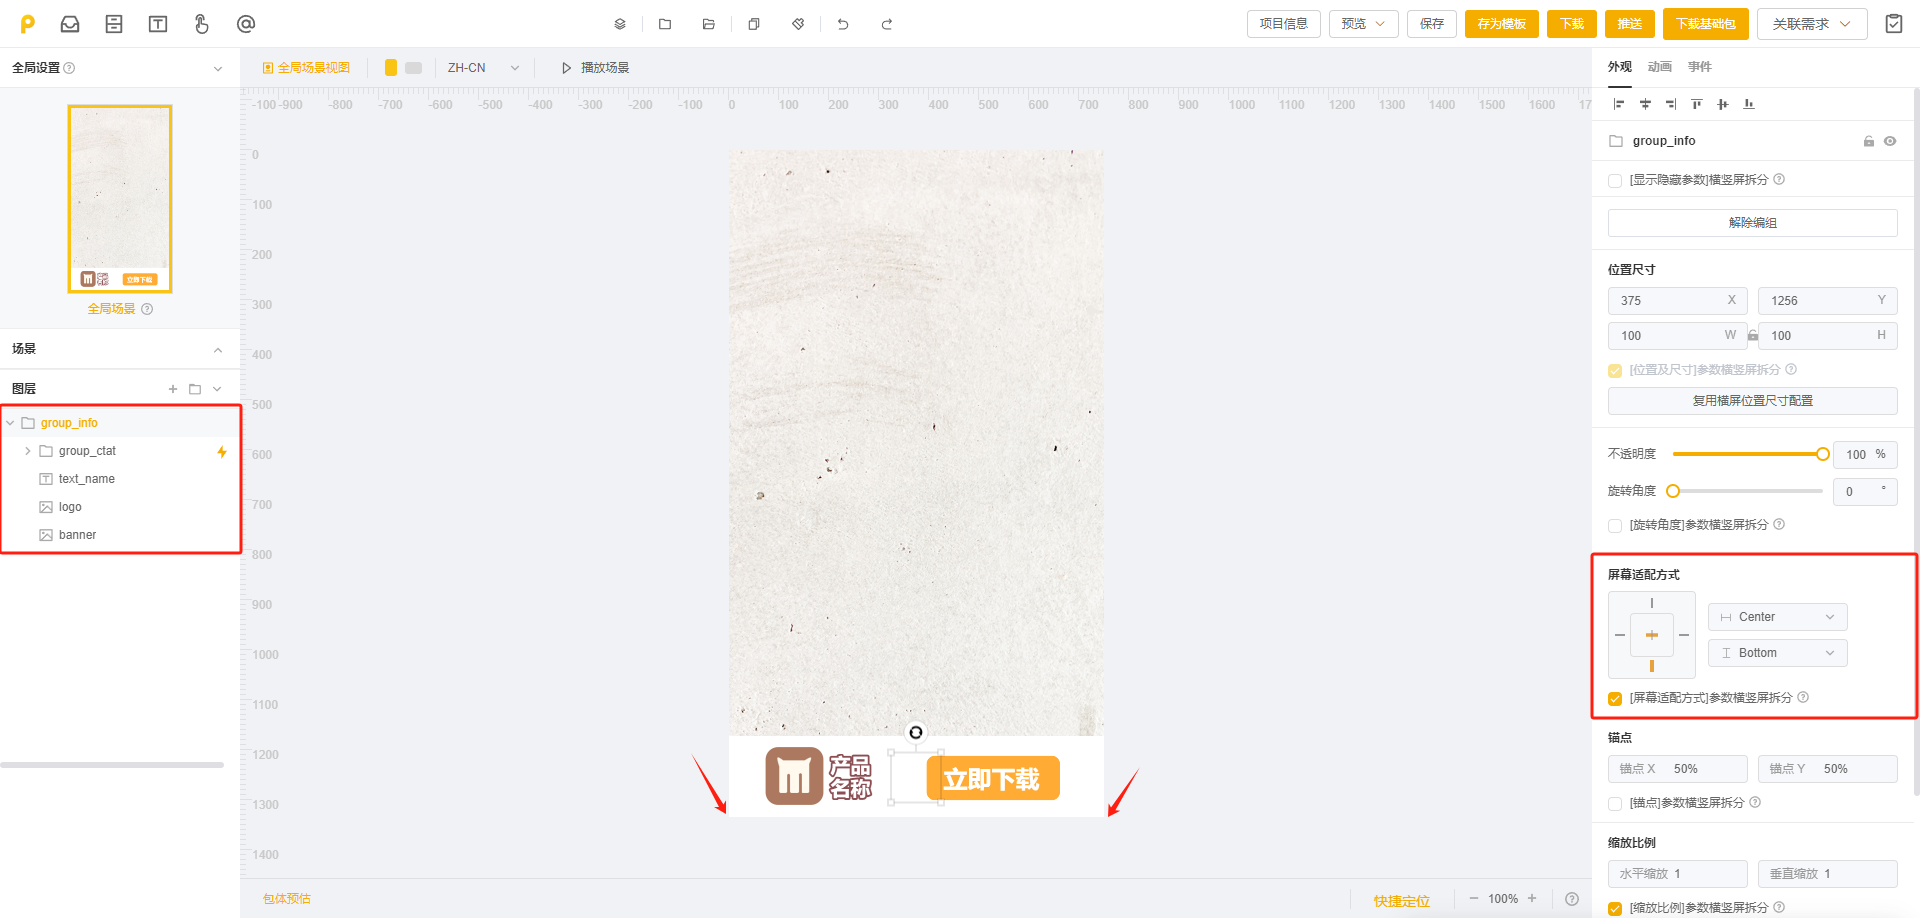 项目信息
预览
保存
存为模板
下载
推送
下载基础包
关联需求
全局设置
全局场景视图
ZH-CN
播放场景
外观
动画
事件
-100 -900 -800 -700 -600 -500 -400 -300 -200 -100 0 100 200 300 400 500 600 700 800 900 1000 1100 1200 1300 1400 1500 1600 17
group_info
[显示隐藏参数]横竖屏拆分
解除编组
位置尺寸
375 X
1256 Y
100 W
100 H
[位置及尺寸]参数横竖屏拆分
复用横屏位置尺寸配置
不透明度
100 %
旋转角度
0 °
[旋转角度]参数横竖屏拆分
屏幕适配方式
Center
Bottom
[屏幕适配方式]参数横竖屏拆分
锚点
锚点 X 50%
锚点 Y 50%
[锚点]参数横竖屏拆分
缩放比例
水平缩放 1
垂直缩放 1
[缩放比例]参数横竖屏拆分
立即下载
全局场景
场景
图层
group_info
group_ctat
text_name
logo
banner
0
100
200
300
400
500
600
700
800
900
1000
1100
1200
1300
1400
产品
名称
立即下载
包体预估
快捷定位
100%